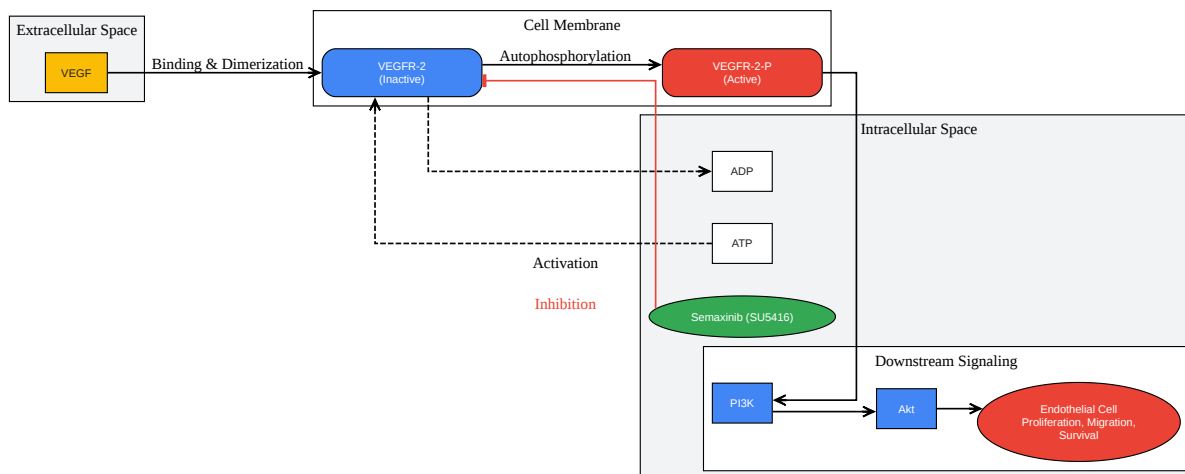 Extracellular Space
Cell Membrane
VEGF
Binding & Dimerization
VEGFR-2
(Inactive)
Autophosphorylation
VEGFR-2-P
(Active)
Intracellular Space
ADP
ATP
Activation
Inhibition
Semaxinib (SU5416)
Downstream Signaling
PI3K
Akt
Endothelial Cell
Proliferation, Migration,
Survival